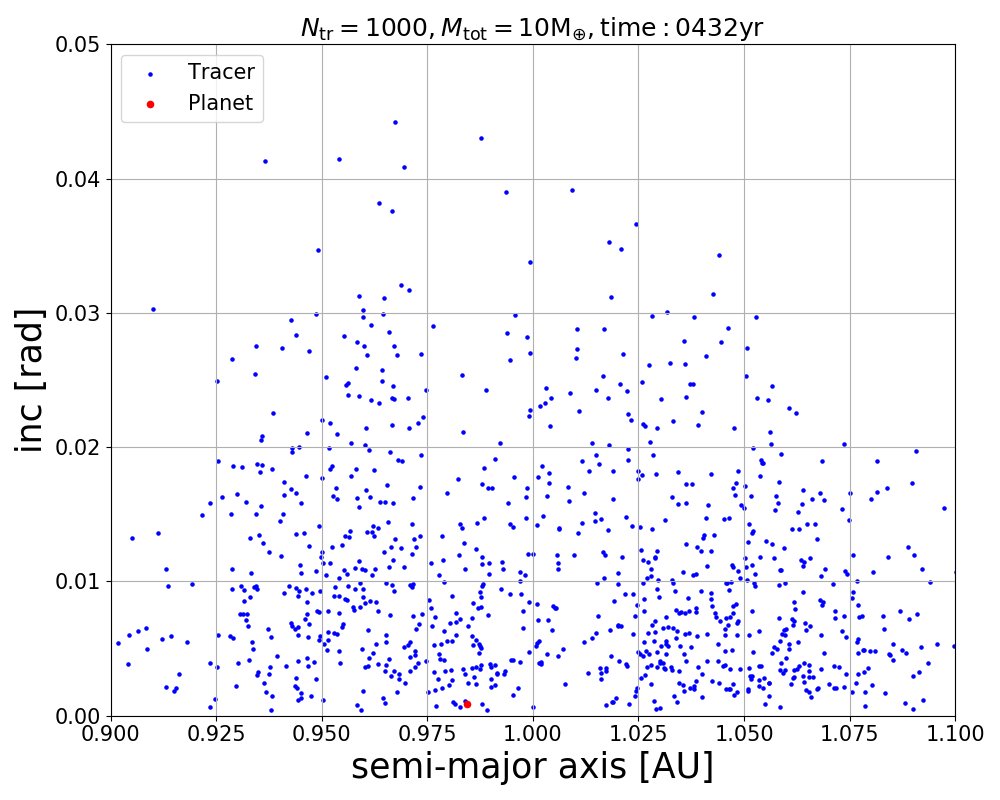 N_tr = 1000, M_tot = 10M_⊕, time : 0432yr
Tracer
Planet
0.05
0.04
0.03
0.02
0.01
0.00
inc [rad]
0.900 0.925 0.950 0.975 1.000 1.025 1.050 1.075 1.100
semi-major axis [AU]